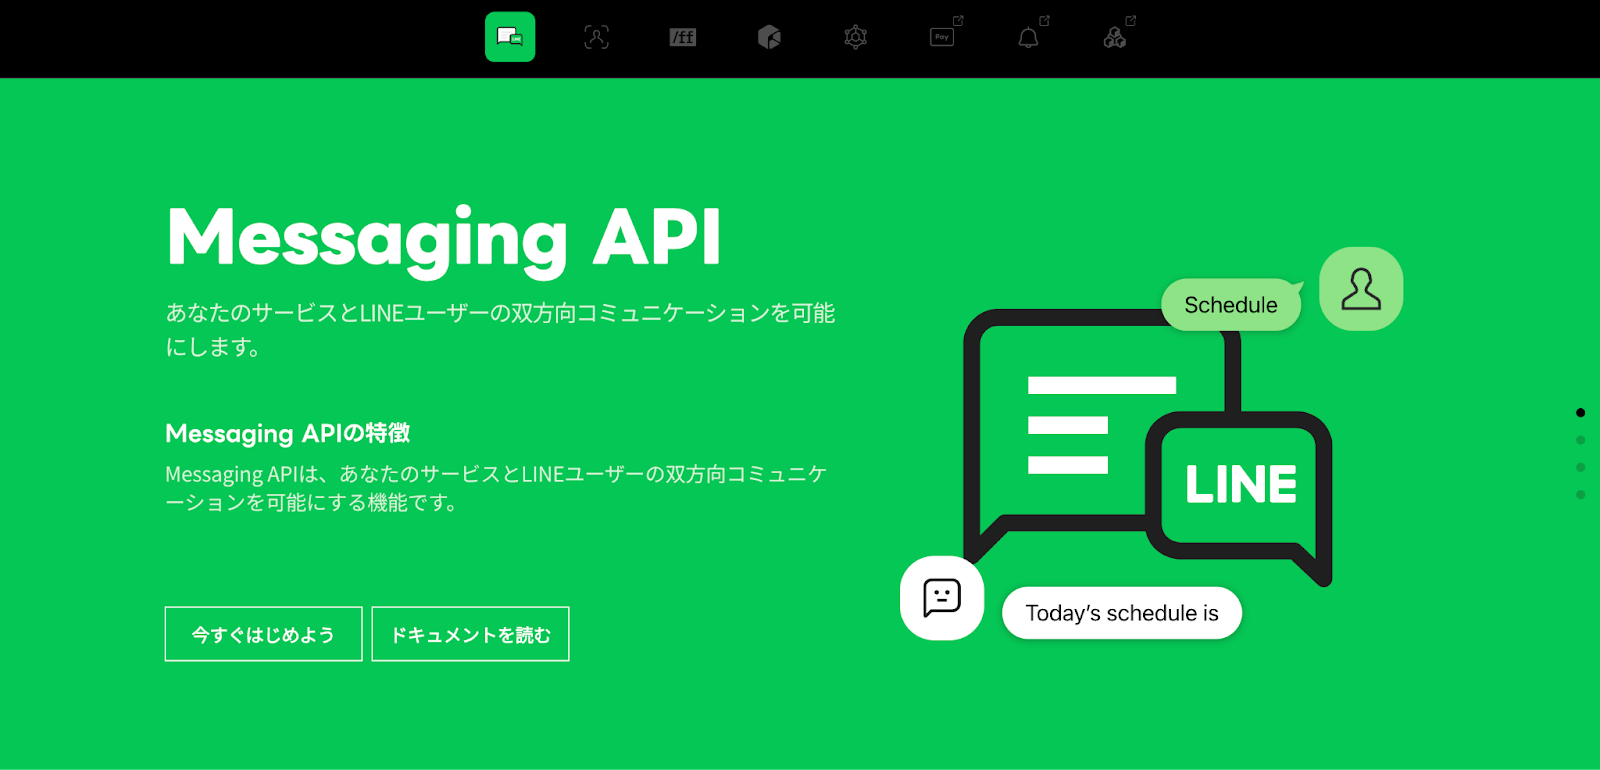 /ff
Pay
Messaging API
あなたのサービスとLINEユーザーの双方向コミュニケーションを可能
にします。
Messaging APIの特徴
Messaging APIは、あなたのサービスとLINEユーザーの双方向コミュニケ
ーションを可能にする機能です。
今すぐはじめよう
ドキュメントを読む
Schedule
LINE
Today's schedule is